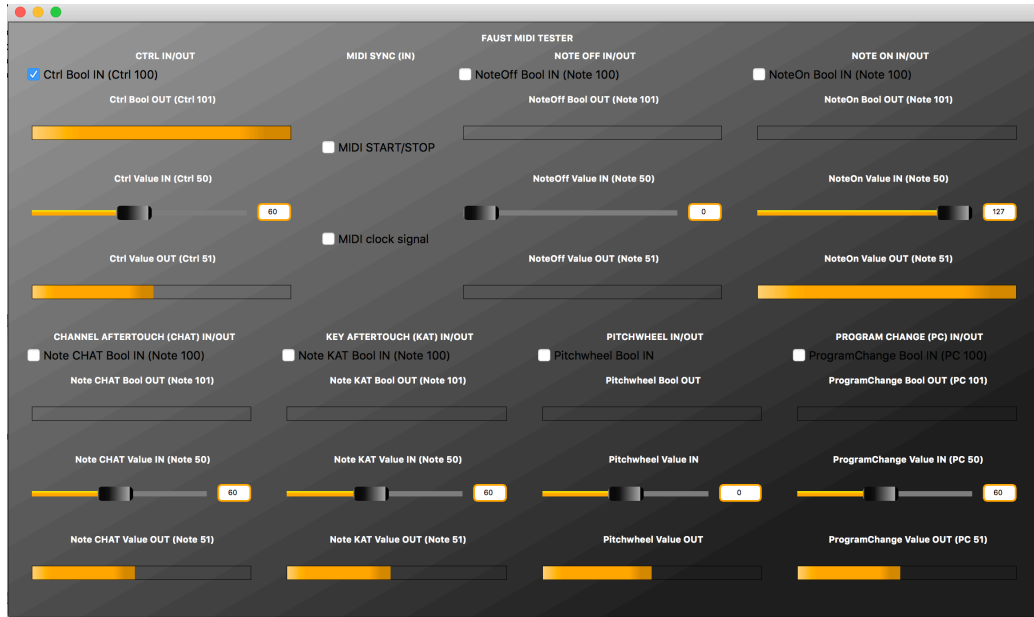 FAUST MIDI TESTER
CTRL IN/OUT
MIDI SYNC (IN)
NOTE OFF IN/OUT
NOTE ON IN/OUT
Ctrl Bool IN (Ctrl 100)
NoteOff Bool IN (Note 100)
NoteOn Bool IN (Note 100)
Ctrl Bool OUT (Ctrl 101)
NoteOff Bool OUT (Note 101)
NoteOn Bool OUT (Note 101)
MIDI START/STOP
Ctrl Value IN (Ctrl 50)
NoteOff Value IN (Note 50)
NoteOn Value IN (Note 50)
60
0
127
MIDI clock signal
Ctrl Value OUT (Ctrl 51)
NoteOff Value OUT (Note 51)
NoteOn Value OUT (Note 51)
CHANNEL AFTERTOUCH (CHAT) IN/OUT
KEY AFTERTOUCH (KAT) IN/OUT
PITCHWHEEL IN/OUT
PROGRAM CHANGE (PC) IN/OUT
Note CHAT Bool IN (Note 100)
Note KAT Bool IN (Note 100)
Pitchwheel Bool IN
ProgramChange Bool IN (PC 100)
Note CHAT Bool OUT (Note 101)
Note KAT Bool OUT (Note 101)
Pitchwheel Bool OUT
ProgramChange Bool OUT (PC 101)
Note CHAT Value IN (Note 50)
Note KAT Value IN (Note 50)
Pitchwheel Value IN
ProgramChange Value IN (PC 50)
60
60
0
60
Note CHAT Value OUT (Note 51)
Note KAT Value OUT (Note 51)
Pitchwheel Value OUT
ProgramChange Value OUT (PC 51)